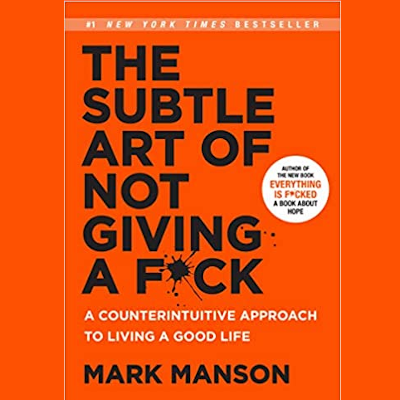 #1 NEW YORK TIMES BESTSELLER
THE
SUBTLE
ART OF
NOT
GIVING
A F*CK
AUTHOR OF
THE NEW BOOK
EVERYTHING
IS F*CKED
A BOOK ABOUT
HOPE
A COUNTERINTUITIVE APPROACH
TO LIVING A GOOD LIFE
MARK MANSON